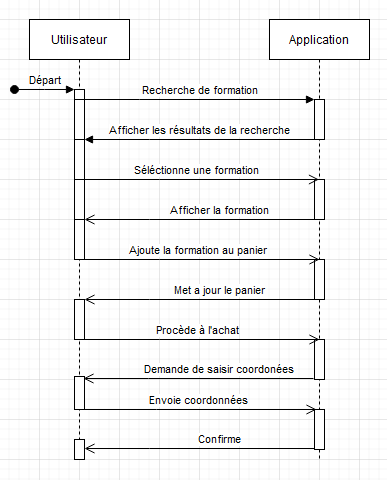 Utilisateur
Application
Départ
Recherche de formation
Afficher les résultats de la recherche
Séléctionne une formation
Afficher la formation
Ajoute la formation au panier
Met a jour le panier
Procède à l'achat
Demande de saisir coordonées
Envoie coordonnées
Confirme